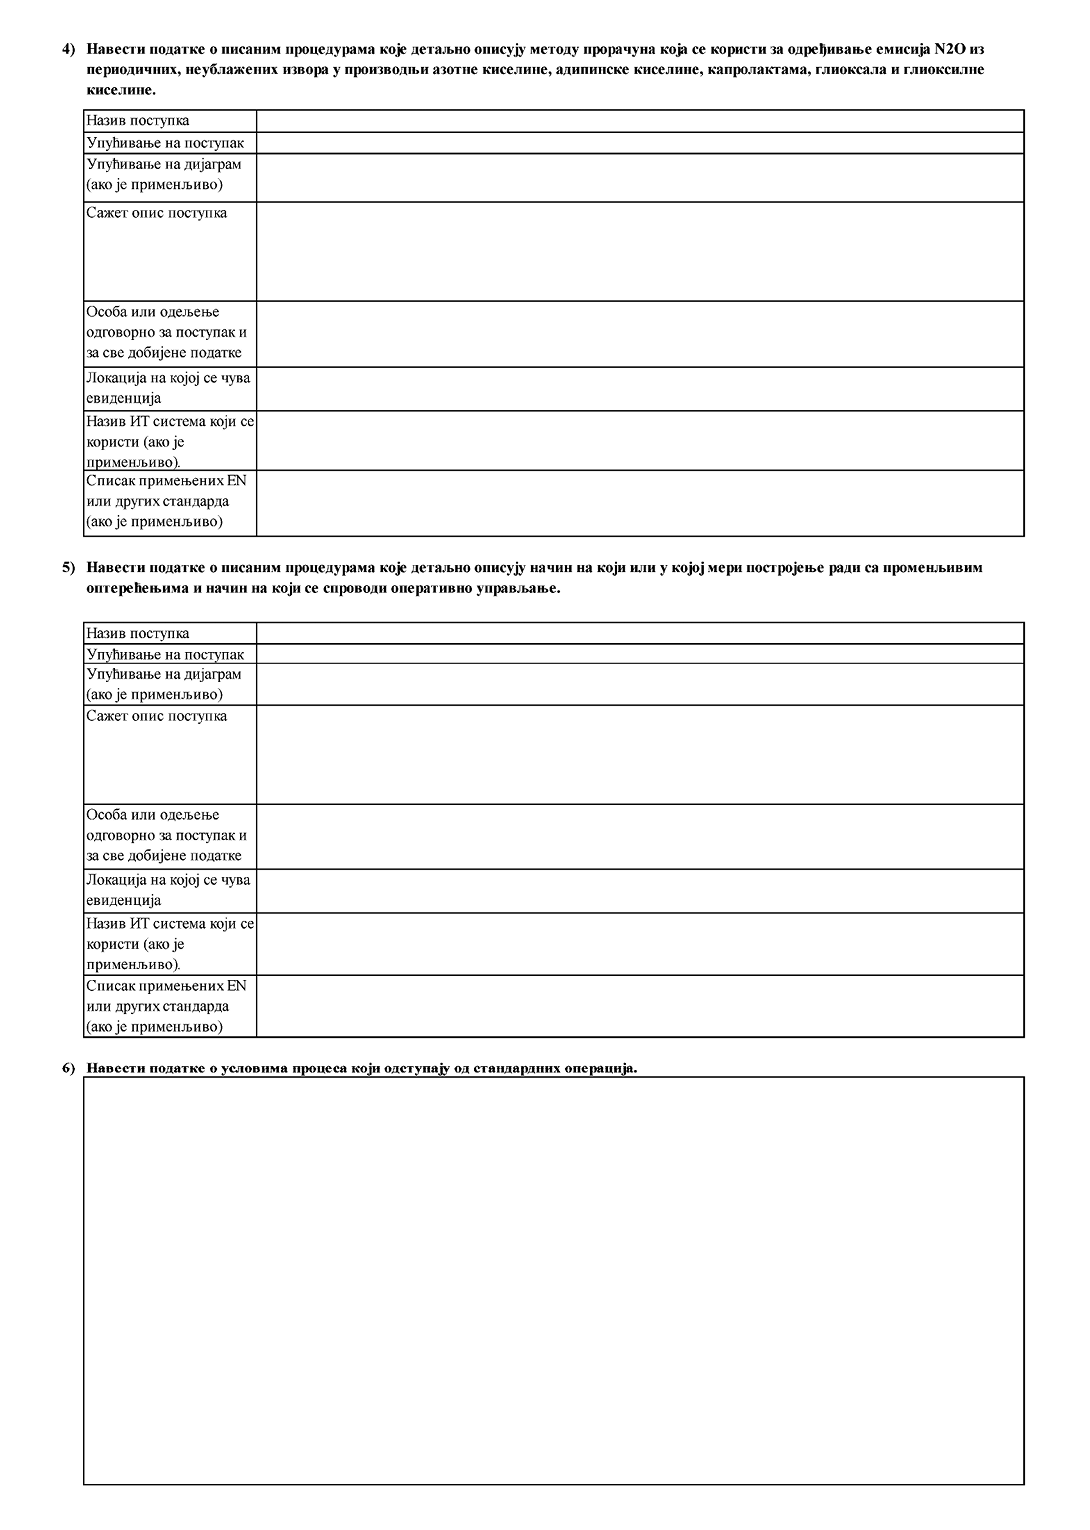 4) Навести податке о писаним процедурама које детаљно описују методу прорачуна која се користи за одређивање емисија N2O из
периодичних, неублажених извора у производњи азотне киселине, адипинске киселине, капролактама, глиоксала и глиоксилне
киселине.
Назив поступка
Упућивање на поступак
Упућивање на дијаграм
(ако је применљиво)
Сажет опис поступка
Особа или одељење
одговорно за поступак и
за све добијене податке
Локација на којој се чува
евиденција
Назив ИТ система који се
користи (ако је
применљиво).
Списак примењених EN
или других стандарда
(ако је применљиво)
5) Навести податке о писаним процедурама које детаљно описују начин на који или у којој мери постројење ради са променљивим
оптерећењима и начин на који се спроводи оперативно управљање.
Назив поступка
Упућивање на поступак
Упућивање на дијаграм
(ако је применљиво)
Сажет опис поступка
Особа или одељење
одговорно за поступак и
за све добијене податке
Локација на којој се чува
евиденција
Назив ИТ система који се
користи (ако је
применљиво).
Списак примењених EN
или других стандарда
(ако је применљиво)
6) Навести податке о условима процеса који одступају од стандардних операција.